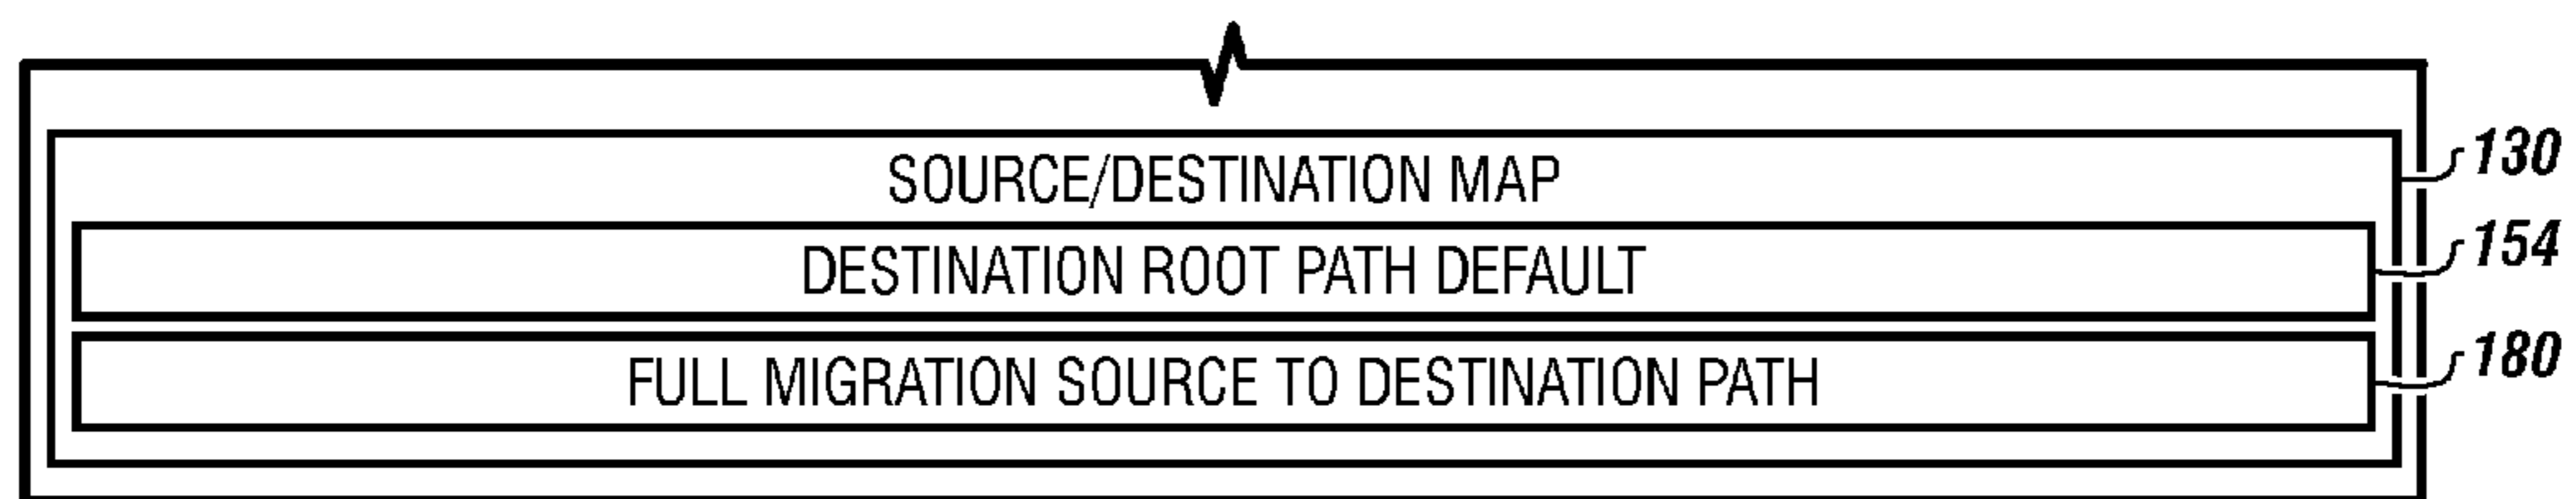 SOURCE/DESTINATION MAP
130
DESTINATION ROOT PATH DEFAULT
154
FULL MIGRATION SOURCE TO DESTINATION PATH
180